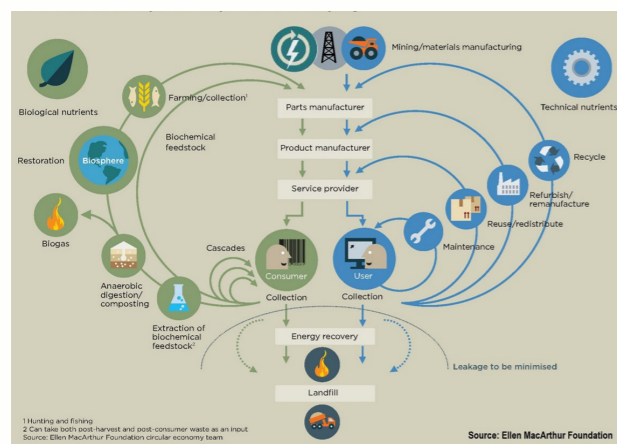 Mining/materials manufacturing
Biological nutrients
Farming/collection¹
Parts manufacturer
Technical nutrients
Biochemical
feedstock
Product manufacturer
Restoration
Biosphere
Recycle
Service provider
Refurbish/
remanufacture
Reuse/redistribute
Biogas
Cascades
Maintenance
Consumer
User
Anaerobic
digestion/
composting
Collection
Collection
Extraction of
biochemical
feedstock²
Energy recovery
Leakage to be minimised
Landfill
1 Hunting and fishing
2 Can take both post-harvest and post-consumer waste as an input
Source: Ellen MacArthur Foundation circular economy team
Source: Ellen MacArthur Foundation